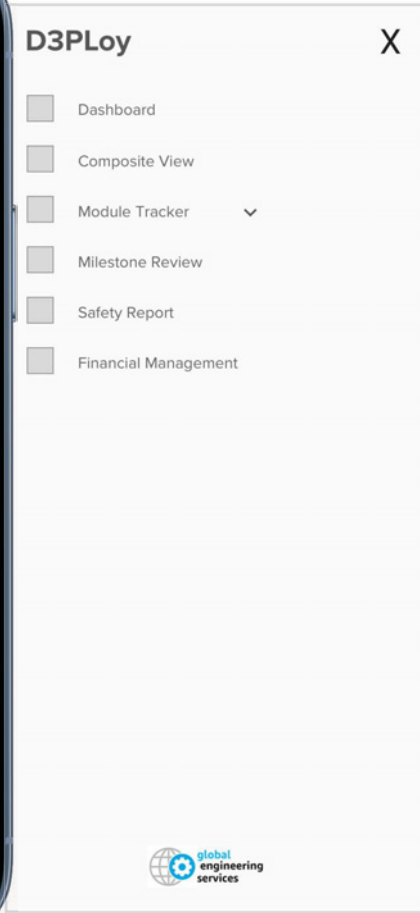 D3PLoy X
Dashboard
Composite View
Module Tracker
Milestone Review
Safety Report
Financial Management
global
engineering
services